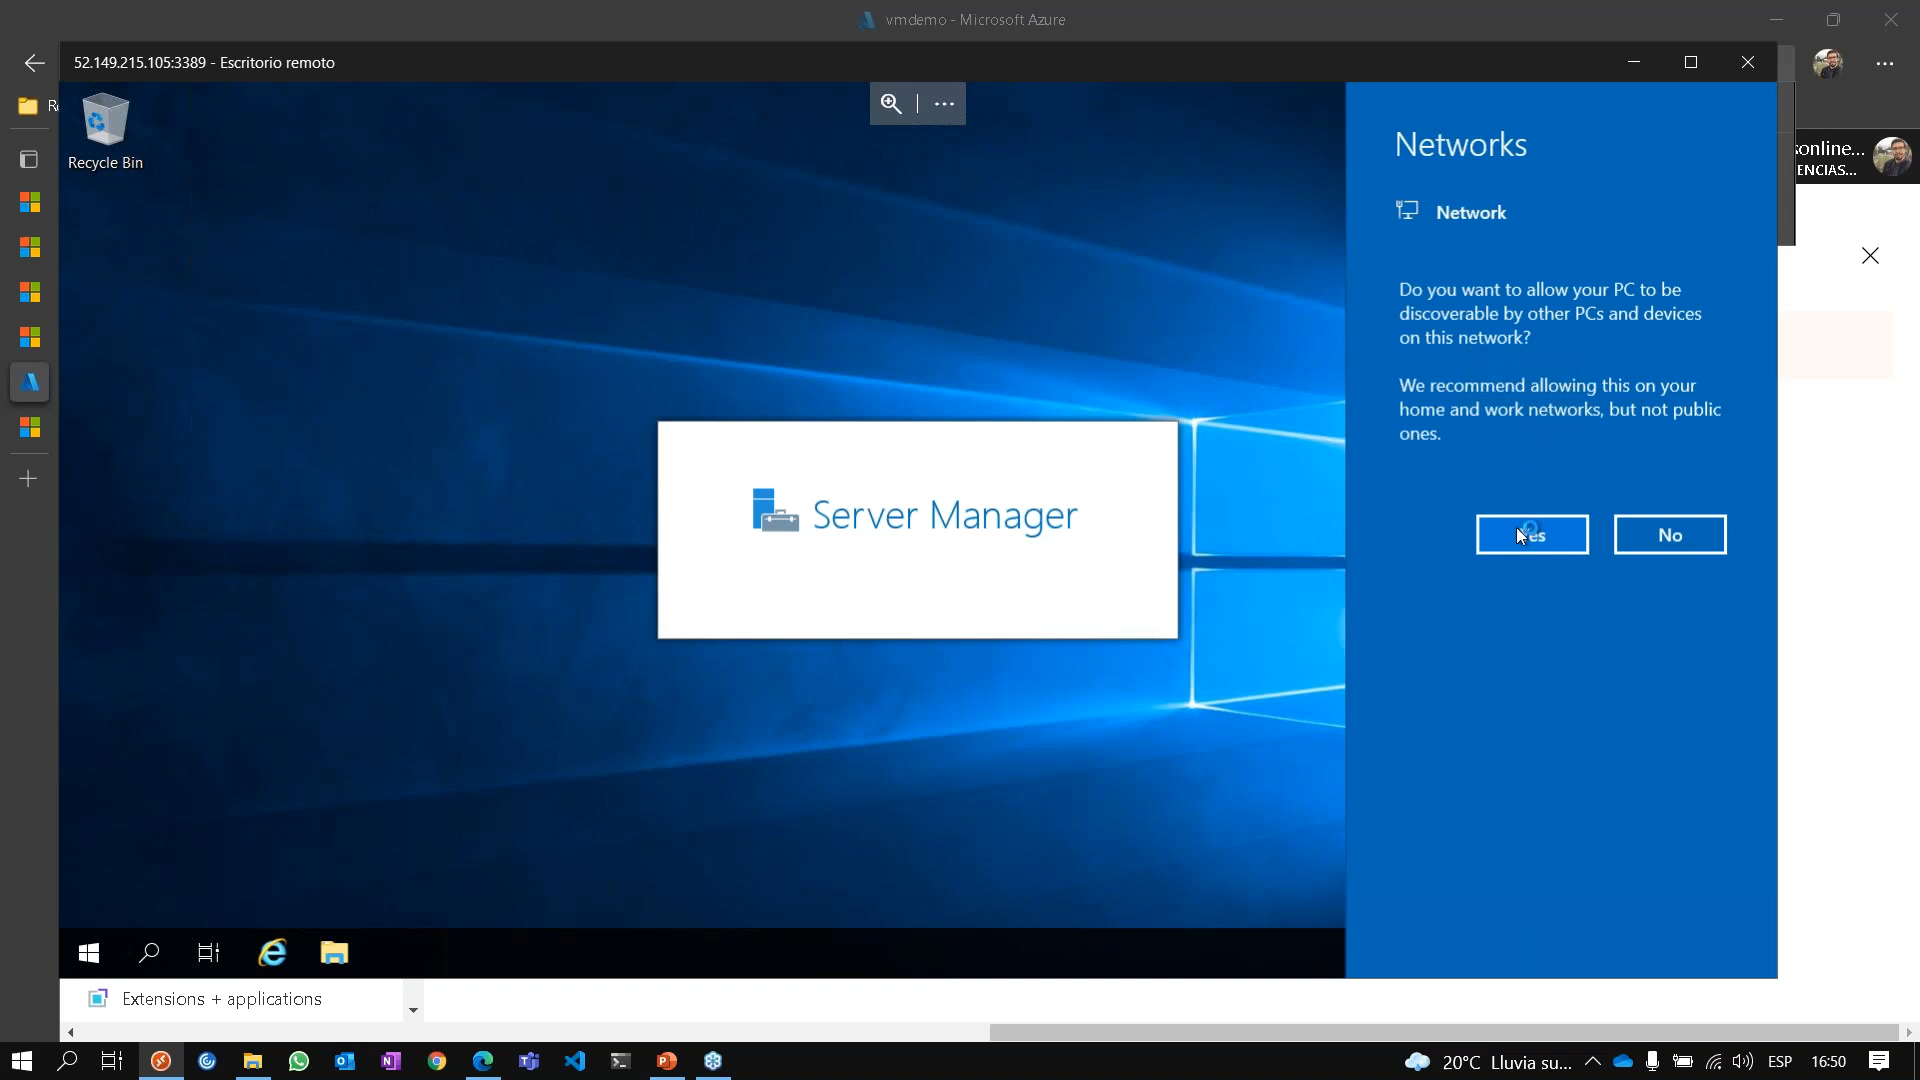 vmdemo - Microsoft Azure
52.149.215.105:3389 - Escritorio remoto
Recycle Bin
Networks
Network
Do you want to allow your PC to be
discoverable by other PCs and devices
on this network?
We recommend allowing this on your
home and work networks, but not public
ones.
No
Server Manager
sonline...
ENCIAS...
Extensions + applications
20°C Lluvia su...
ESP
16:50